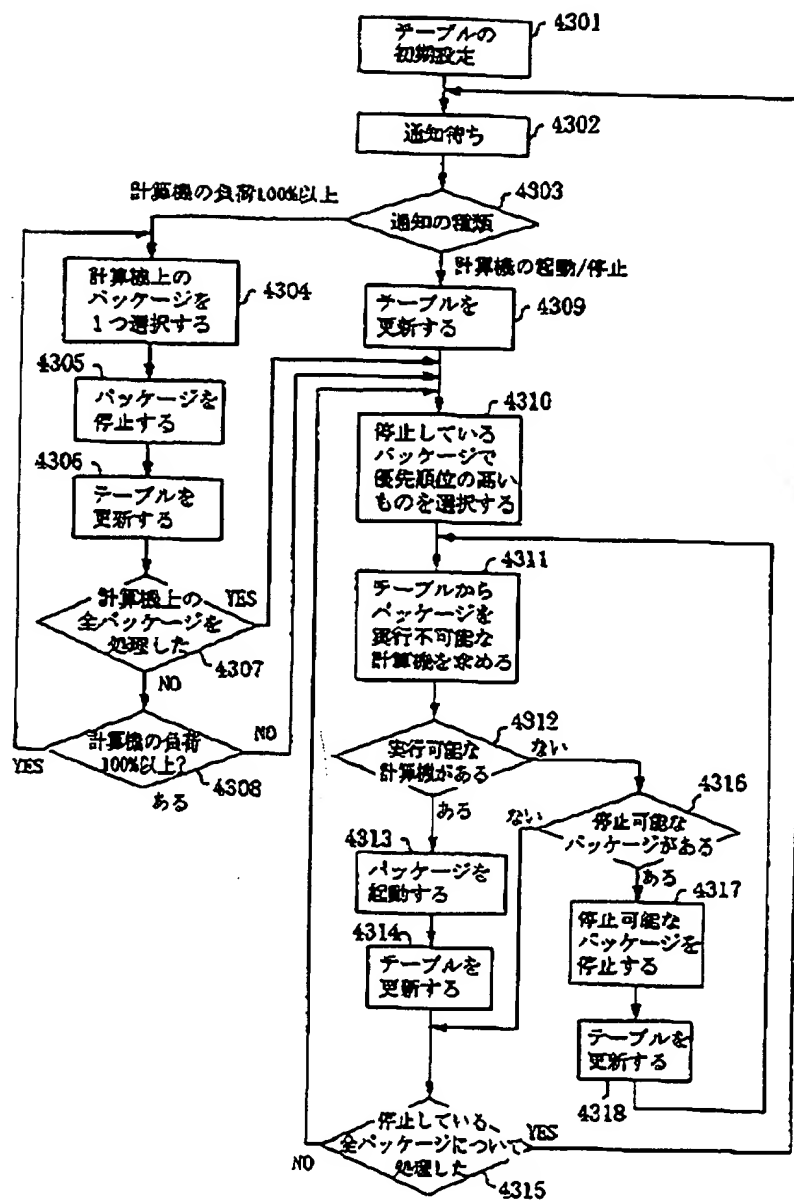 テーブルの
初期設定
4301
通知待ち
4302
計算機の負荷100%以上
4303
通知の種類
計算機の起動/停止
計算機上の
パッケージを
1つ選択する
4304
テーブルを
更新する
4309
4305
パッケージを
停止する
4310
停止している
パッケージで
優先順位の高い
ものを選択する
4306
テーブルを
更新する
4311
テーブルから
パッケージを
実行不可能な
計算機を求める
計算機上の
全パッケージを
処理した
YES
4307
NO
4312
実行可能な
計算機がある
ない
ある
計算機の負荷
100%以上?
NO
YES
4308
ある
4316
停止可能な
パッケージがある
ない
ある
4313
パッケージを
起動する
4317
停止可能な
パッケージを
停止する
4314
テーブルを
更新する
テーブルを
更新する
4318
停止している
全パッケージについて
処理した
YES
NO
4315